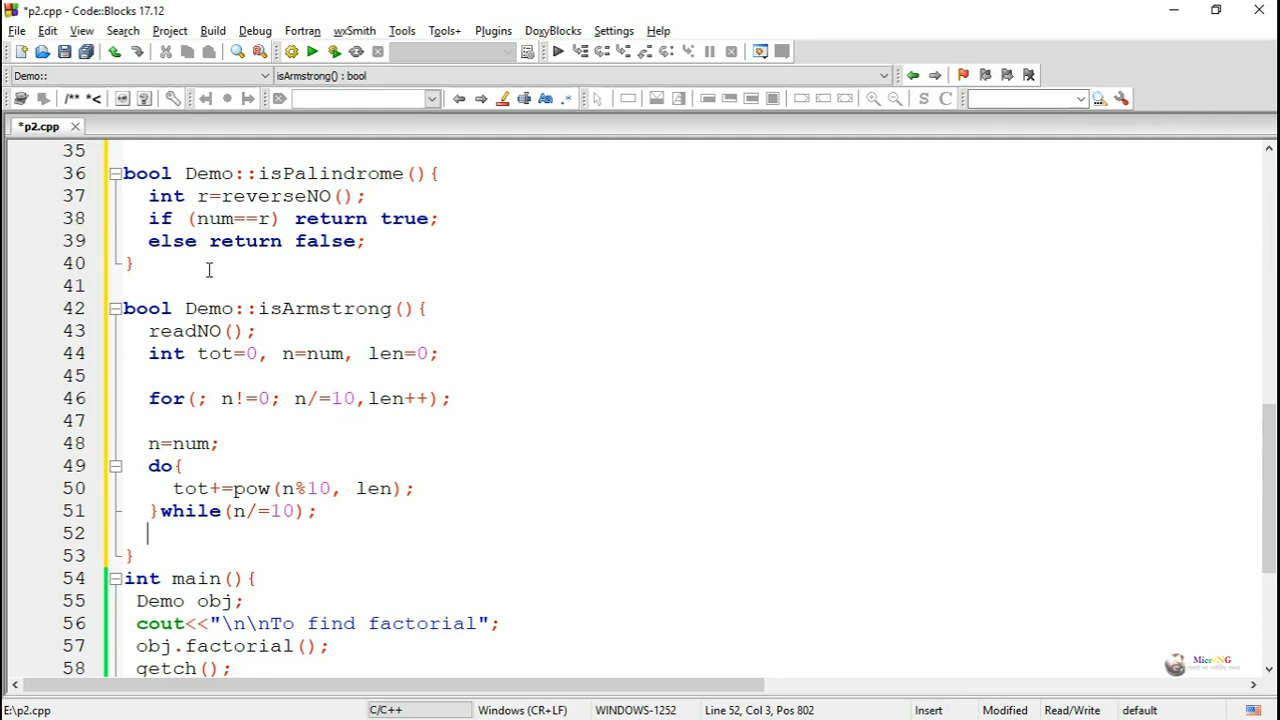 *p2.cpp - Code::Blocks 17.12
File Edit View Search Project Build Debug Fortran wxSmith Tools Tools+ Plugins DoxyBlocks Settings Help
Demo:: isArmstrong() : bool
/** *<
S C
*p2.cpp
35
36 bool Demo::isPalindrome(){
37 int r=reverseNO();
38 if (num==r) return true;
39 else return false;
40 }
41
42 bool Demo::isArmstrong(){
43 readNO();
44 int tot=0, n=num, len=0;
45
46 for(; n!=0; n/=10,len++);
47
48 n=num;
49 do{
50 tot+=pow(n%10, len);
51 }while(n/=10);
52
53 }
54 int main(){
55 Demo obj;
56 cout<<"\n\nTo find factorial";
57 obj.factorial();
58 getch();
MicroNG
E:\p2.cpp C/C++ Windows (CR+LF) WINDOWS-1252 Line 52, Col 3, Pos 802 Insert Modified Read/Write default